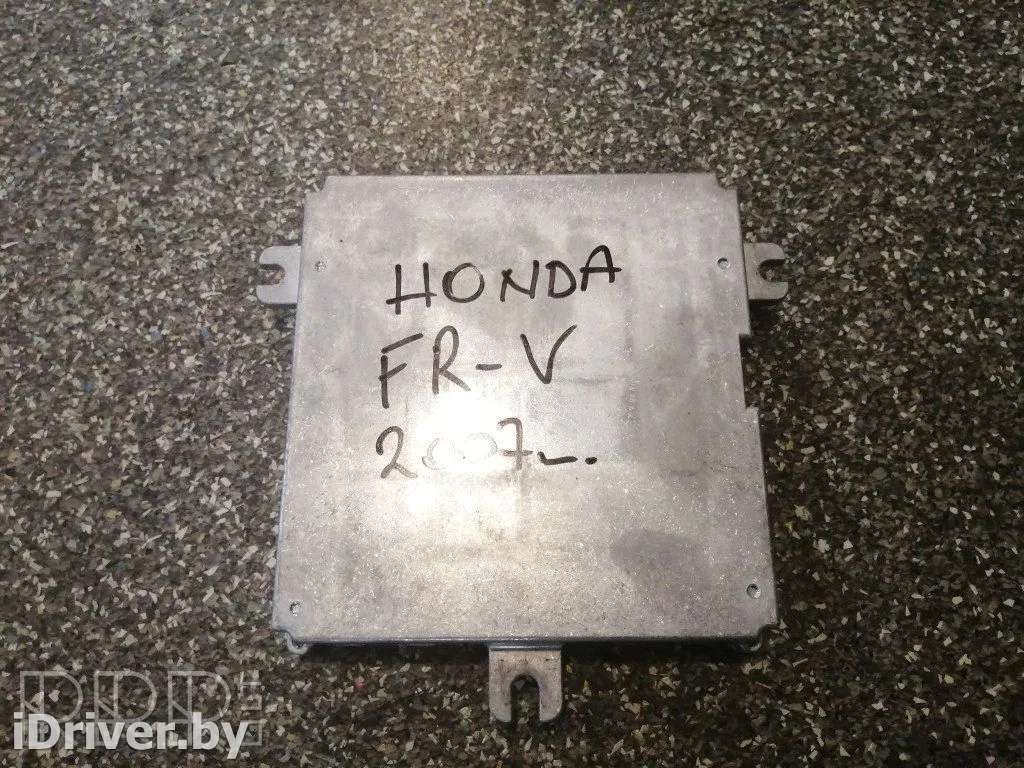 HONDA
FR-V
2007г.
iDriver.by